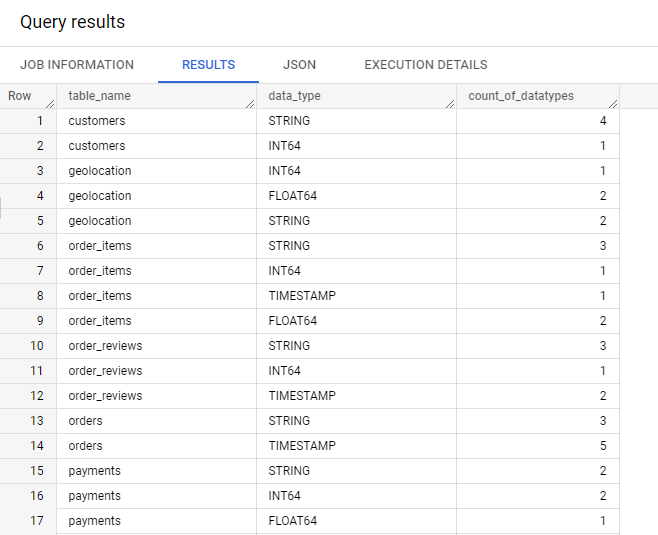 Query results
JOB INFORMATION RESULTS JSON EXECUTION DETAILS
Row table_name data_type count_of_datatypes
1 customers STRING 4
2 customers INT64 1
3 geolocation INT64 1
4 geolocation FLOAT64 2
5 geolocation STRING 2
6 order_items STRING 3
7 order_items INT64 1
8 order_items TIMESTAMP 1
9 order_items FLOAT64 2
10 order_reviews STRING 3
11 order_reviews INT64 1
12 order_reviews TIMESTAMP 2
13 orders STRING 3
14 orders TIMESTAMP 5
15 payments STRING 2
16 payments INT64 2
17 payments FLOAT64 1